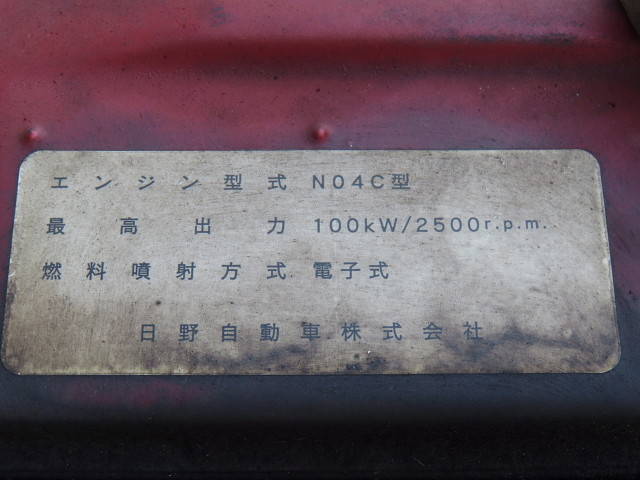 エンジン型式 N04C型
最高出力 100kW/2500r.p.m.
燃料噴射方式 電子式
日野自動車株式会社